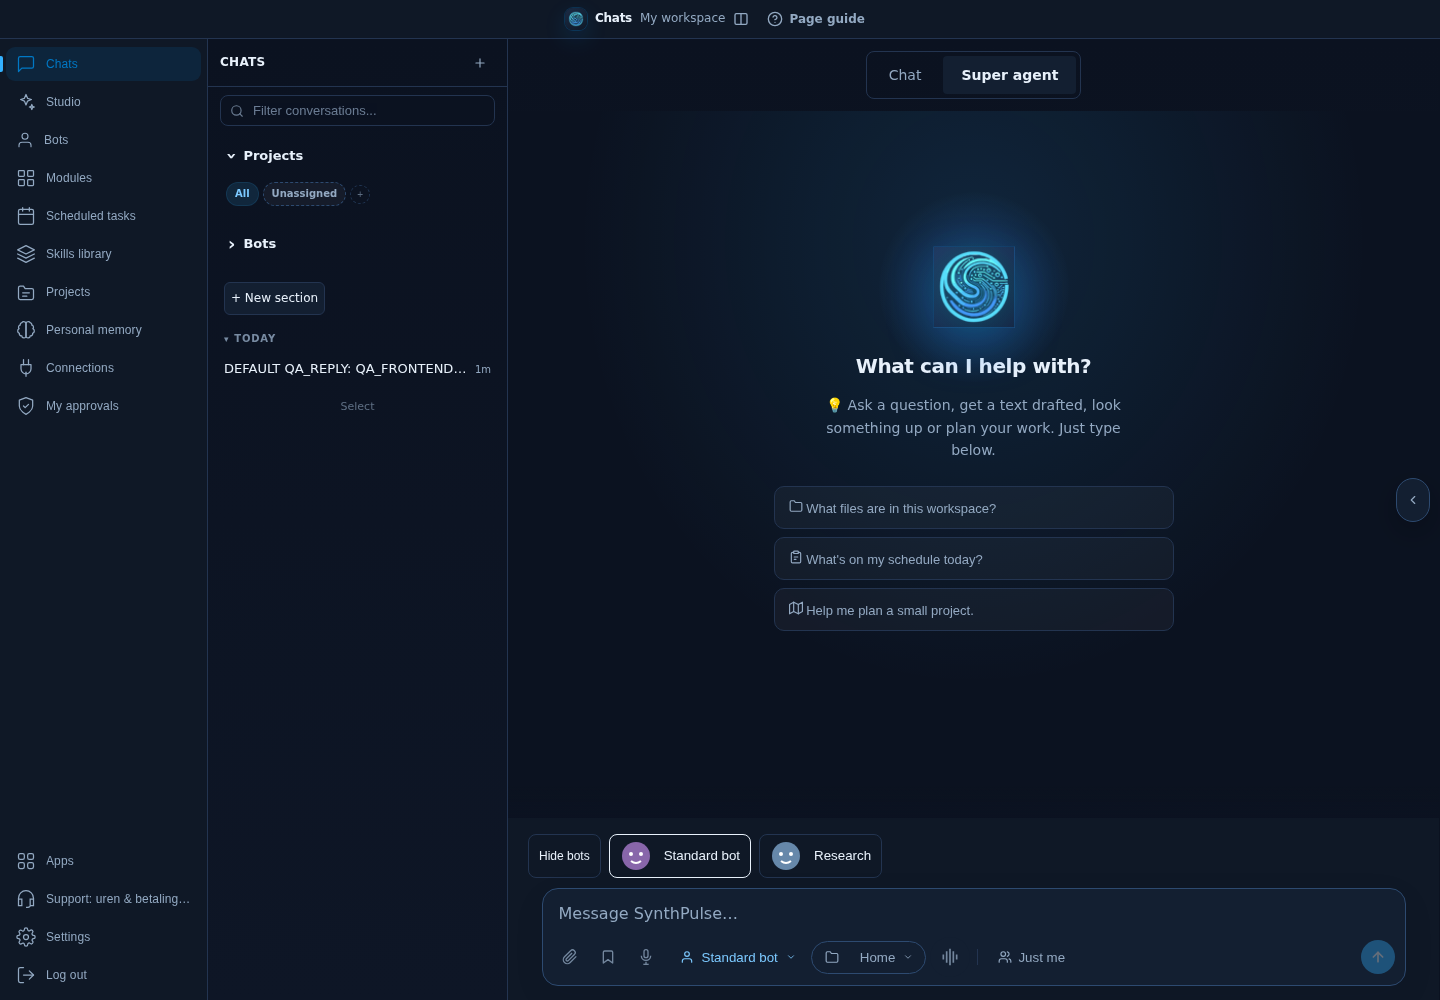 Chats My workspace Page guide
Chats
Studio
Bots
Modules
Scheduled tasks
Skills library
Projects
Personal memory
Connections
My approvals
Apps
Support: uren & betaling…
Settings
Log out
CHATS
Filter conversations...
Projects
All Unassigned +
Bots
+ New section
TODAY
DEFAULT QA_REPLY: QA_FRONTEND… 1m
Select
Chat Super agent
What can I help with?
💡 Ask a question, get a text drafted, look
something up or plan your work. Just type
below.
What files are in this workspace?
What's on my schedule today?
Help me plan a small project.
Hide bots Standard bot Research
Message SynthPulse…
Standard bot Home Just me